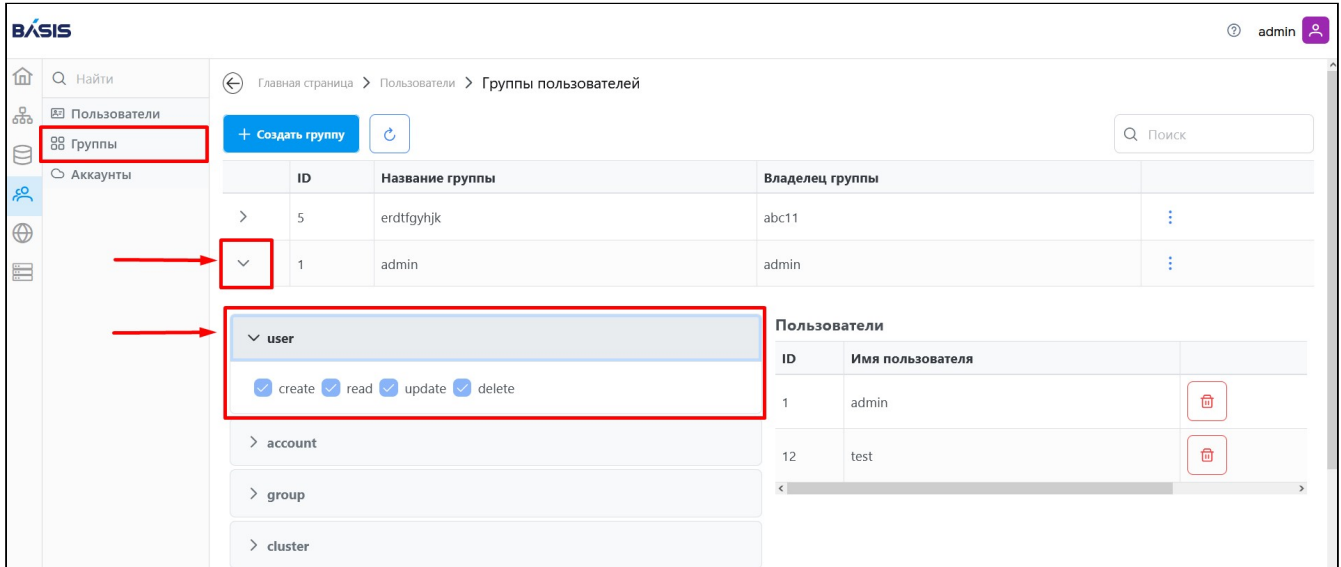 BÁSIS
admin
Найти
Главная страница Пользователи Группы пользователей
Пользователи
Группы
Аккаунты
+ Создать группу
Поиск
ID Название группы Владелец группы
5 erdtfgyhjk abc11
1 admin admin
user
create read update delete
account
group
cluster
Пользователи
ID Имя пользователя
1 admin
12 test